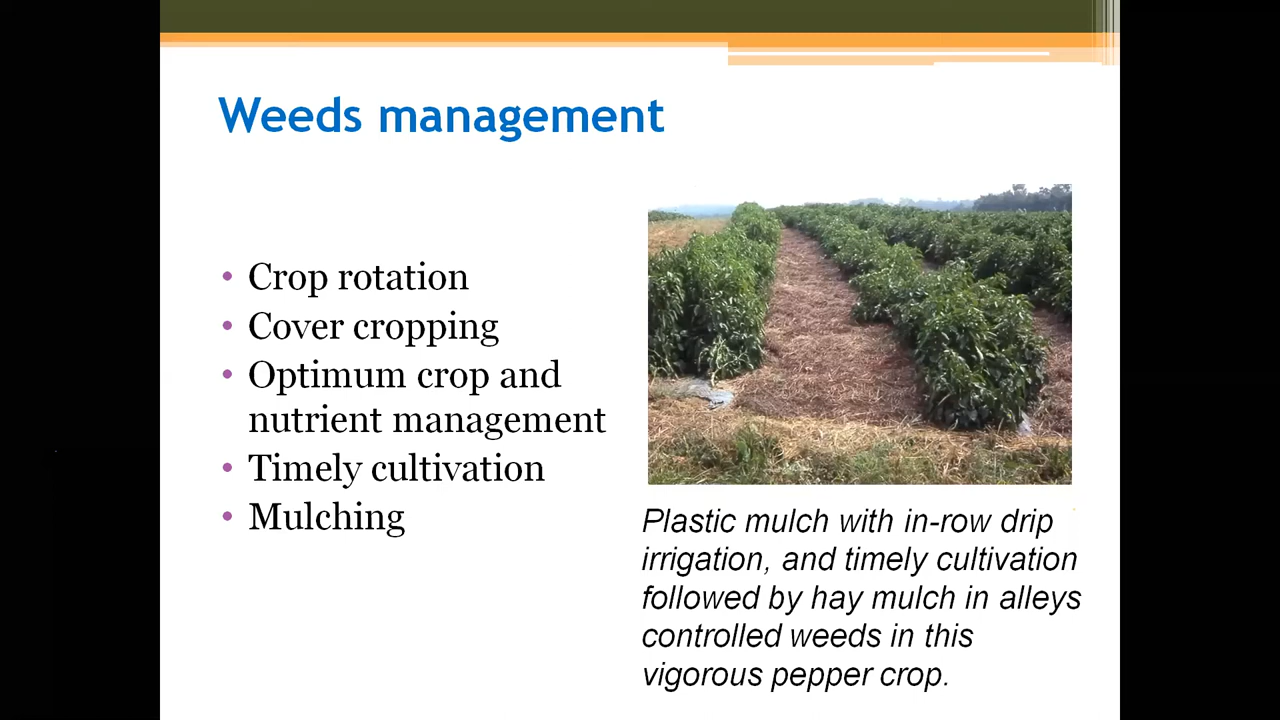 Weeds management
• Crop rotation
• Cover cropping
• Optimum crop and
nutrient management
• Timely cultivation
• Mulching
Plastic mulch with in-row drip
irrigation, and timely cultivation
followed by hay mulch in alleys
controlled weeds in this
vigorous pepper crop.